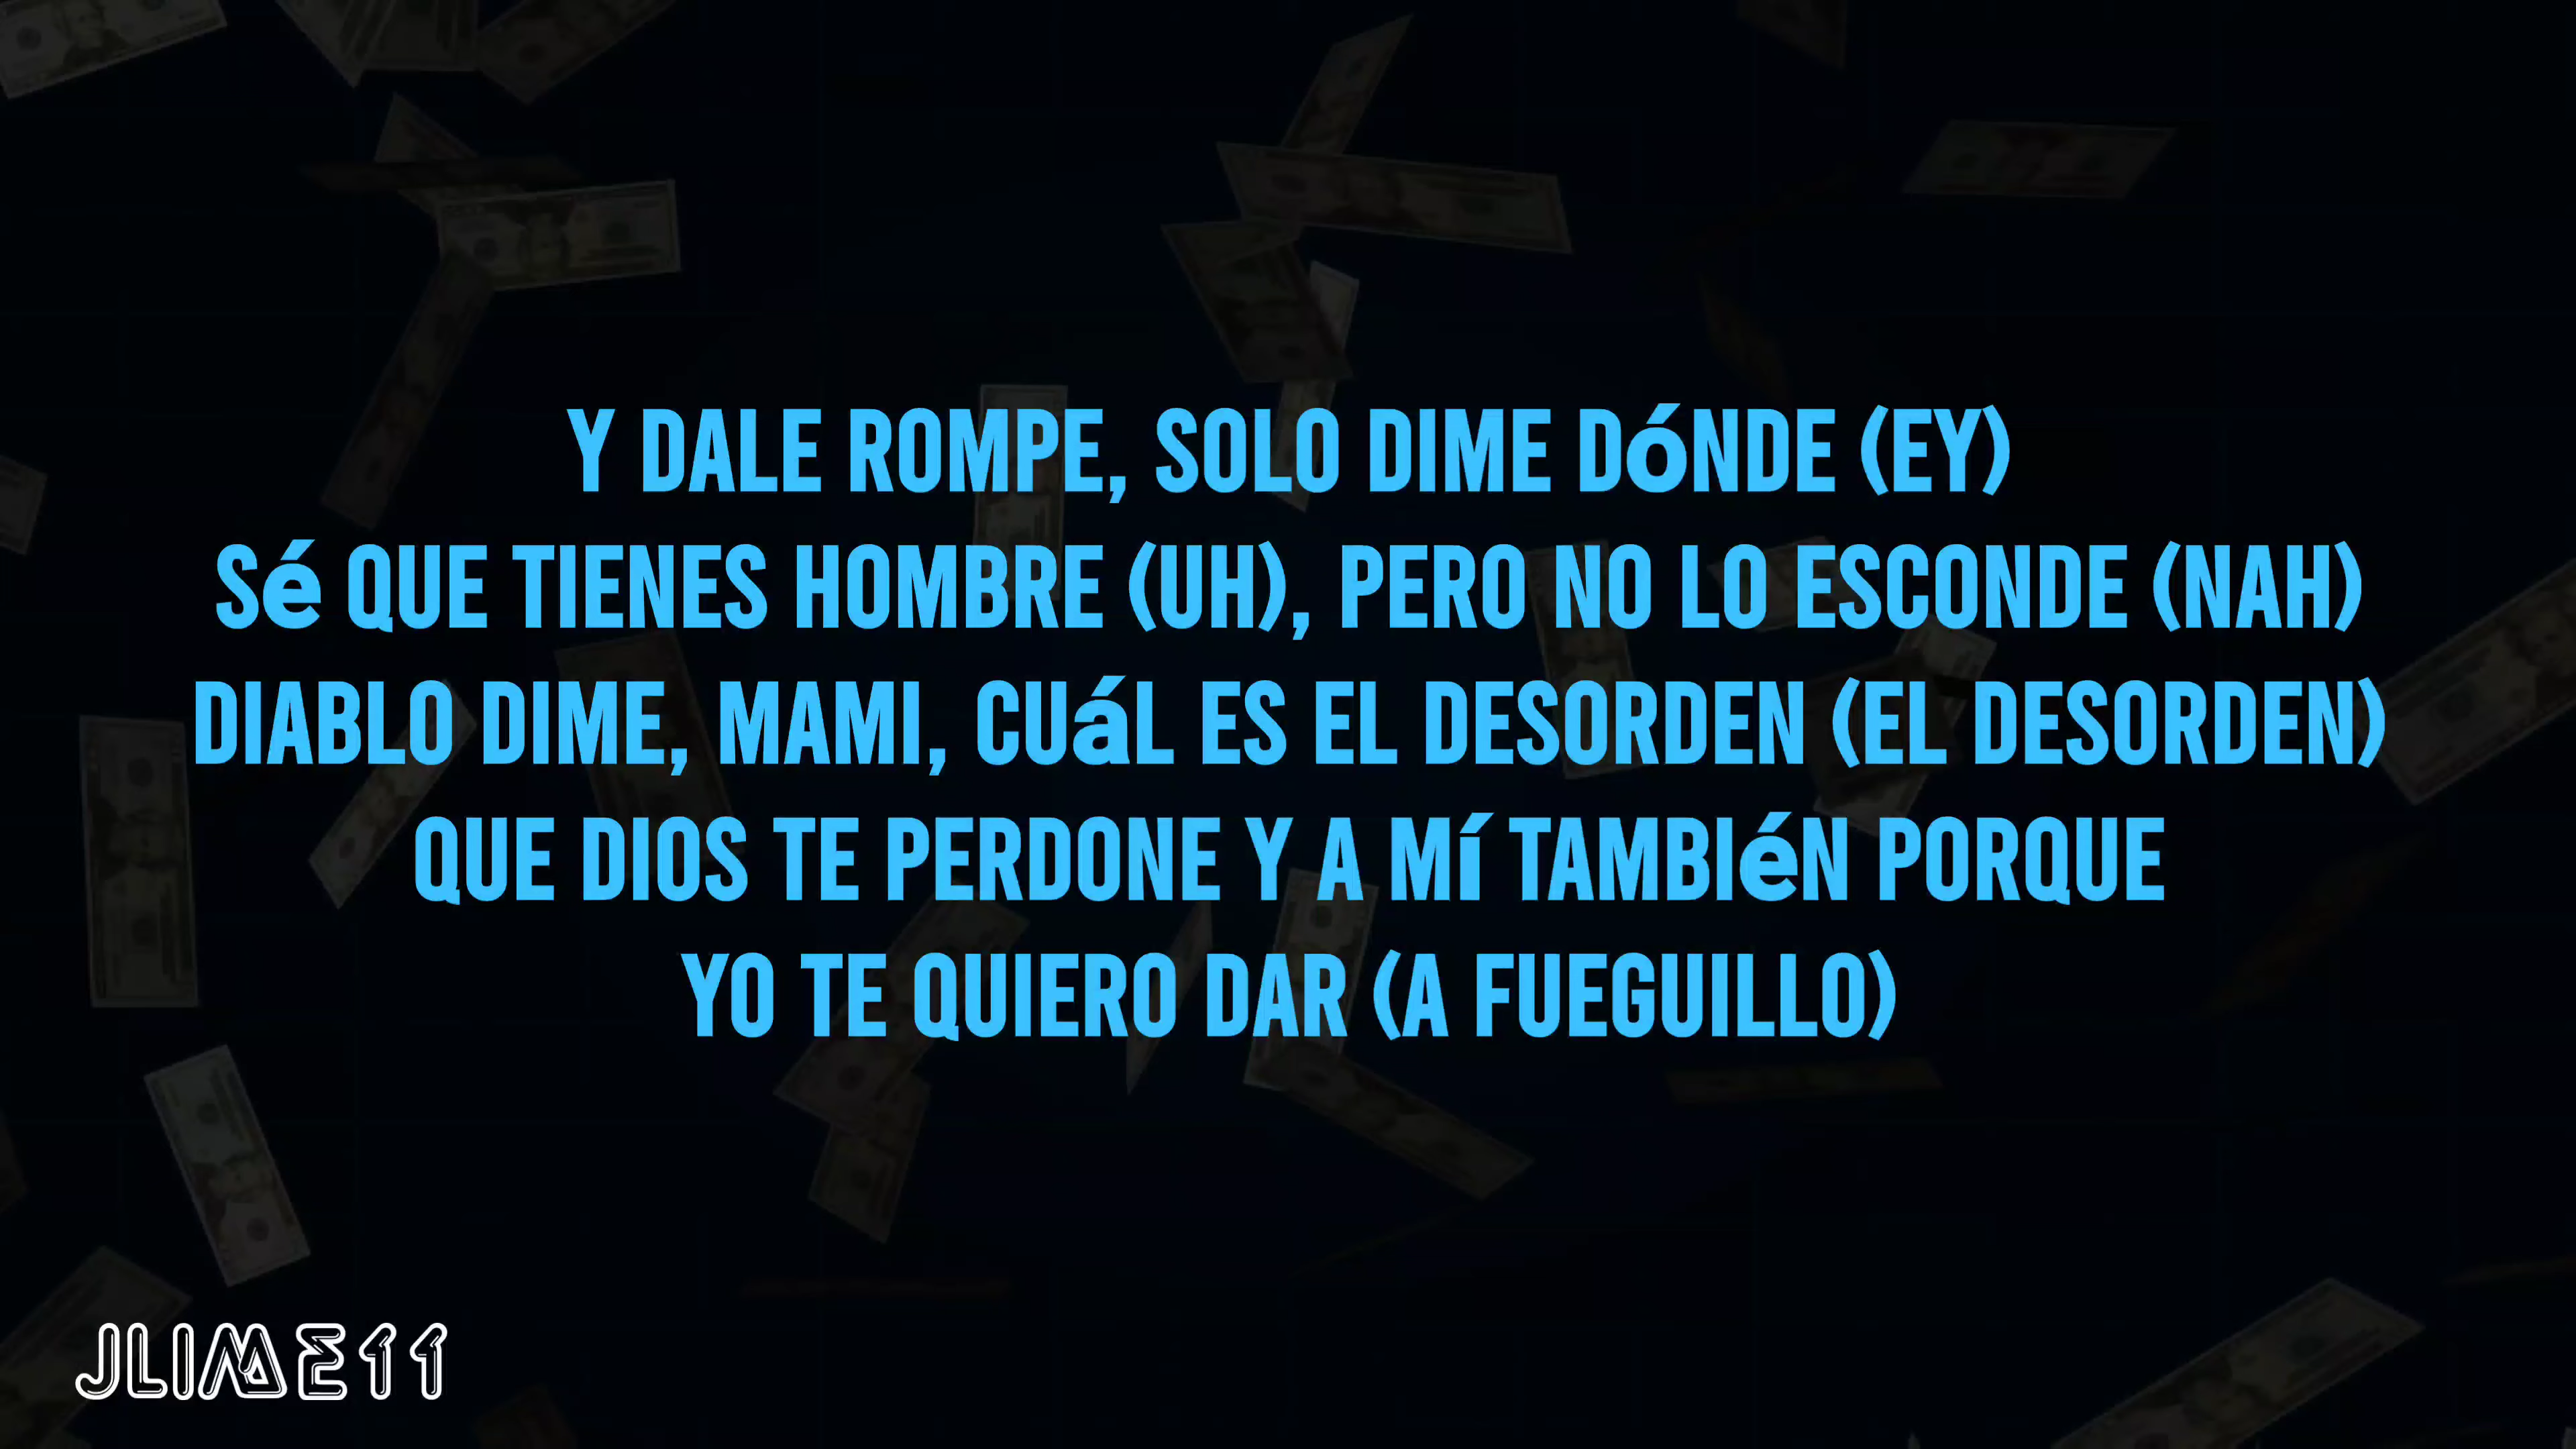 Y DALE ROMPE, SOLO DIME DóNDE (EY)
Sé QUE TIENES HOMBRE (UH), PERO NO LO ESCONDE (NAH)
DIABLO DIME, MAMI, CUáL ES EL DESORDEN (EL DESORDEN)
QUE DIOS TE PERDONE Y A Mí TAMBIéN PORQUE
YO TE QUIERO DAR (A FUEGUILLO)
JLIME11